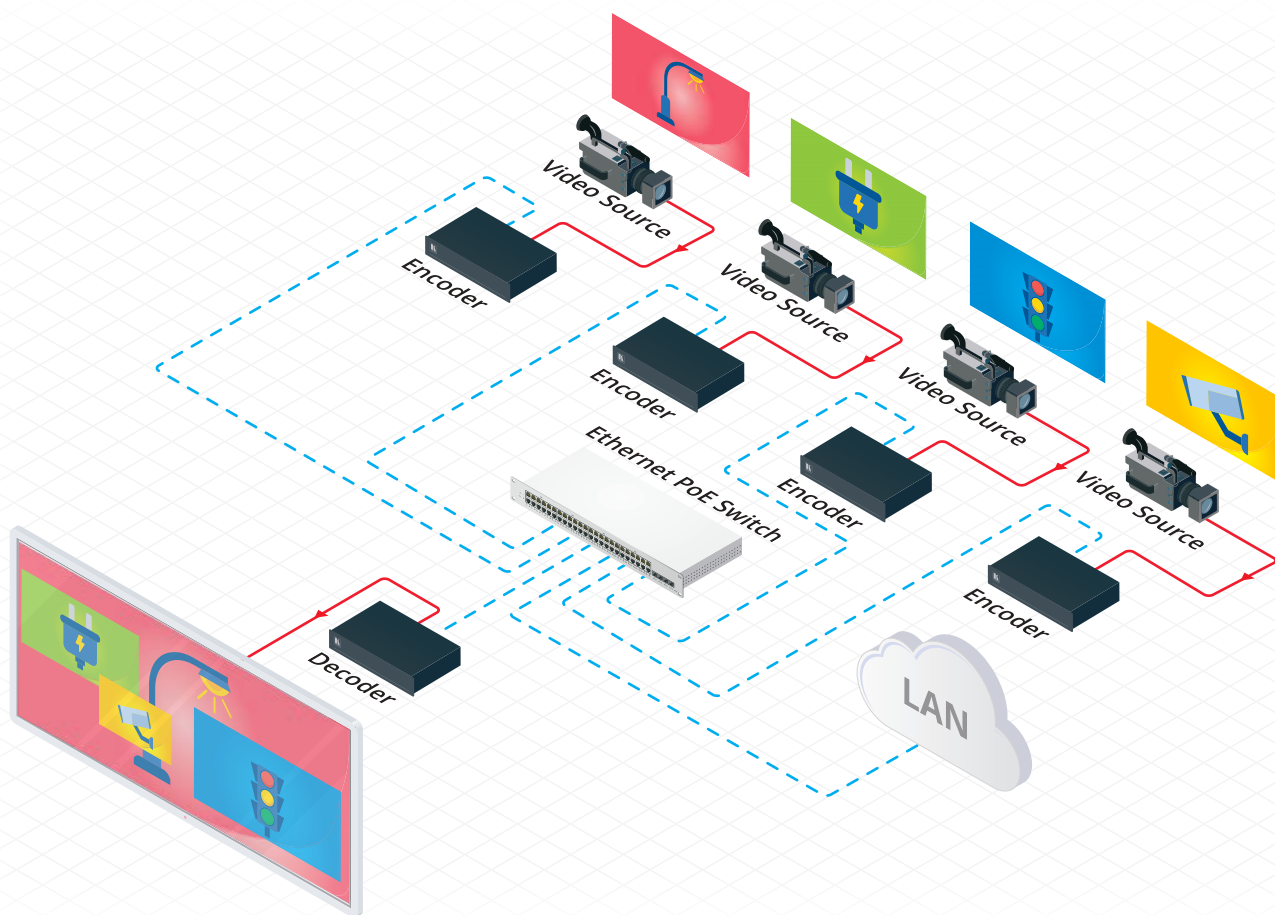 Video Source
Encoder
Video Source
Encoder
Video Source
Encoder
Ethernet PoE Switch
Video Source
Encoder
Decoder
LAN